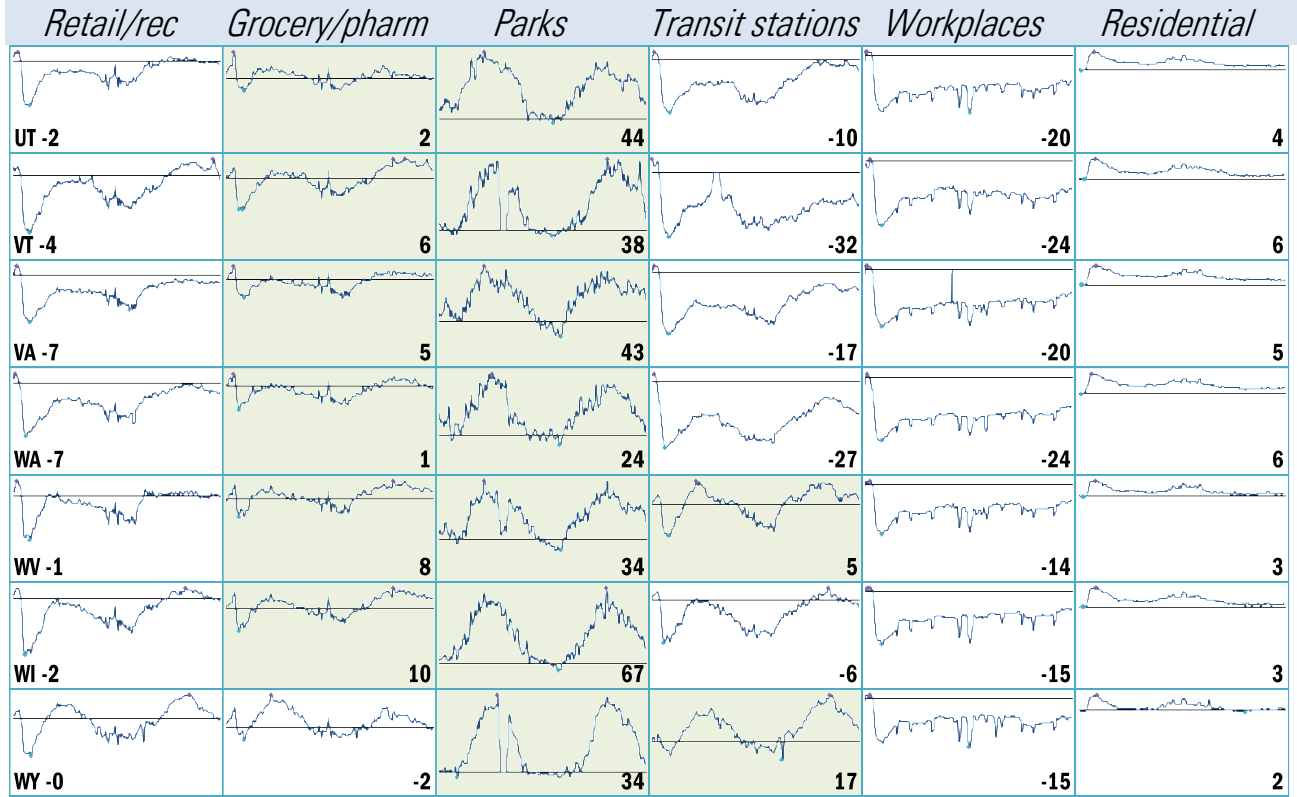 Retail/rec Grocery/pharm Parks Transit stations Workplaces Residential
UT -2 2 44 -10 -20 4
VT -4 6 38 -32 -24 6
VA -7 5 43 -17 -20 5
WA -7 1 24 -27 -24 6
WV -1 8 34 5 -14 3
WI -2 10 67 -6 -15 3
WY -0 -2 34 17 -15 2